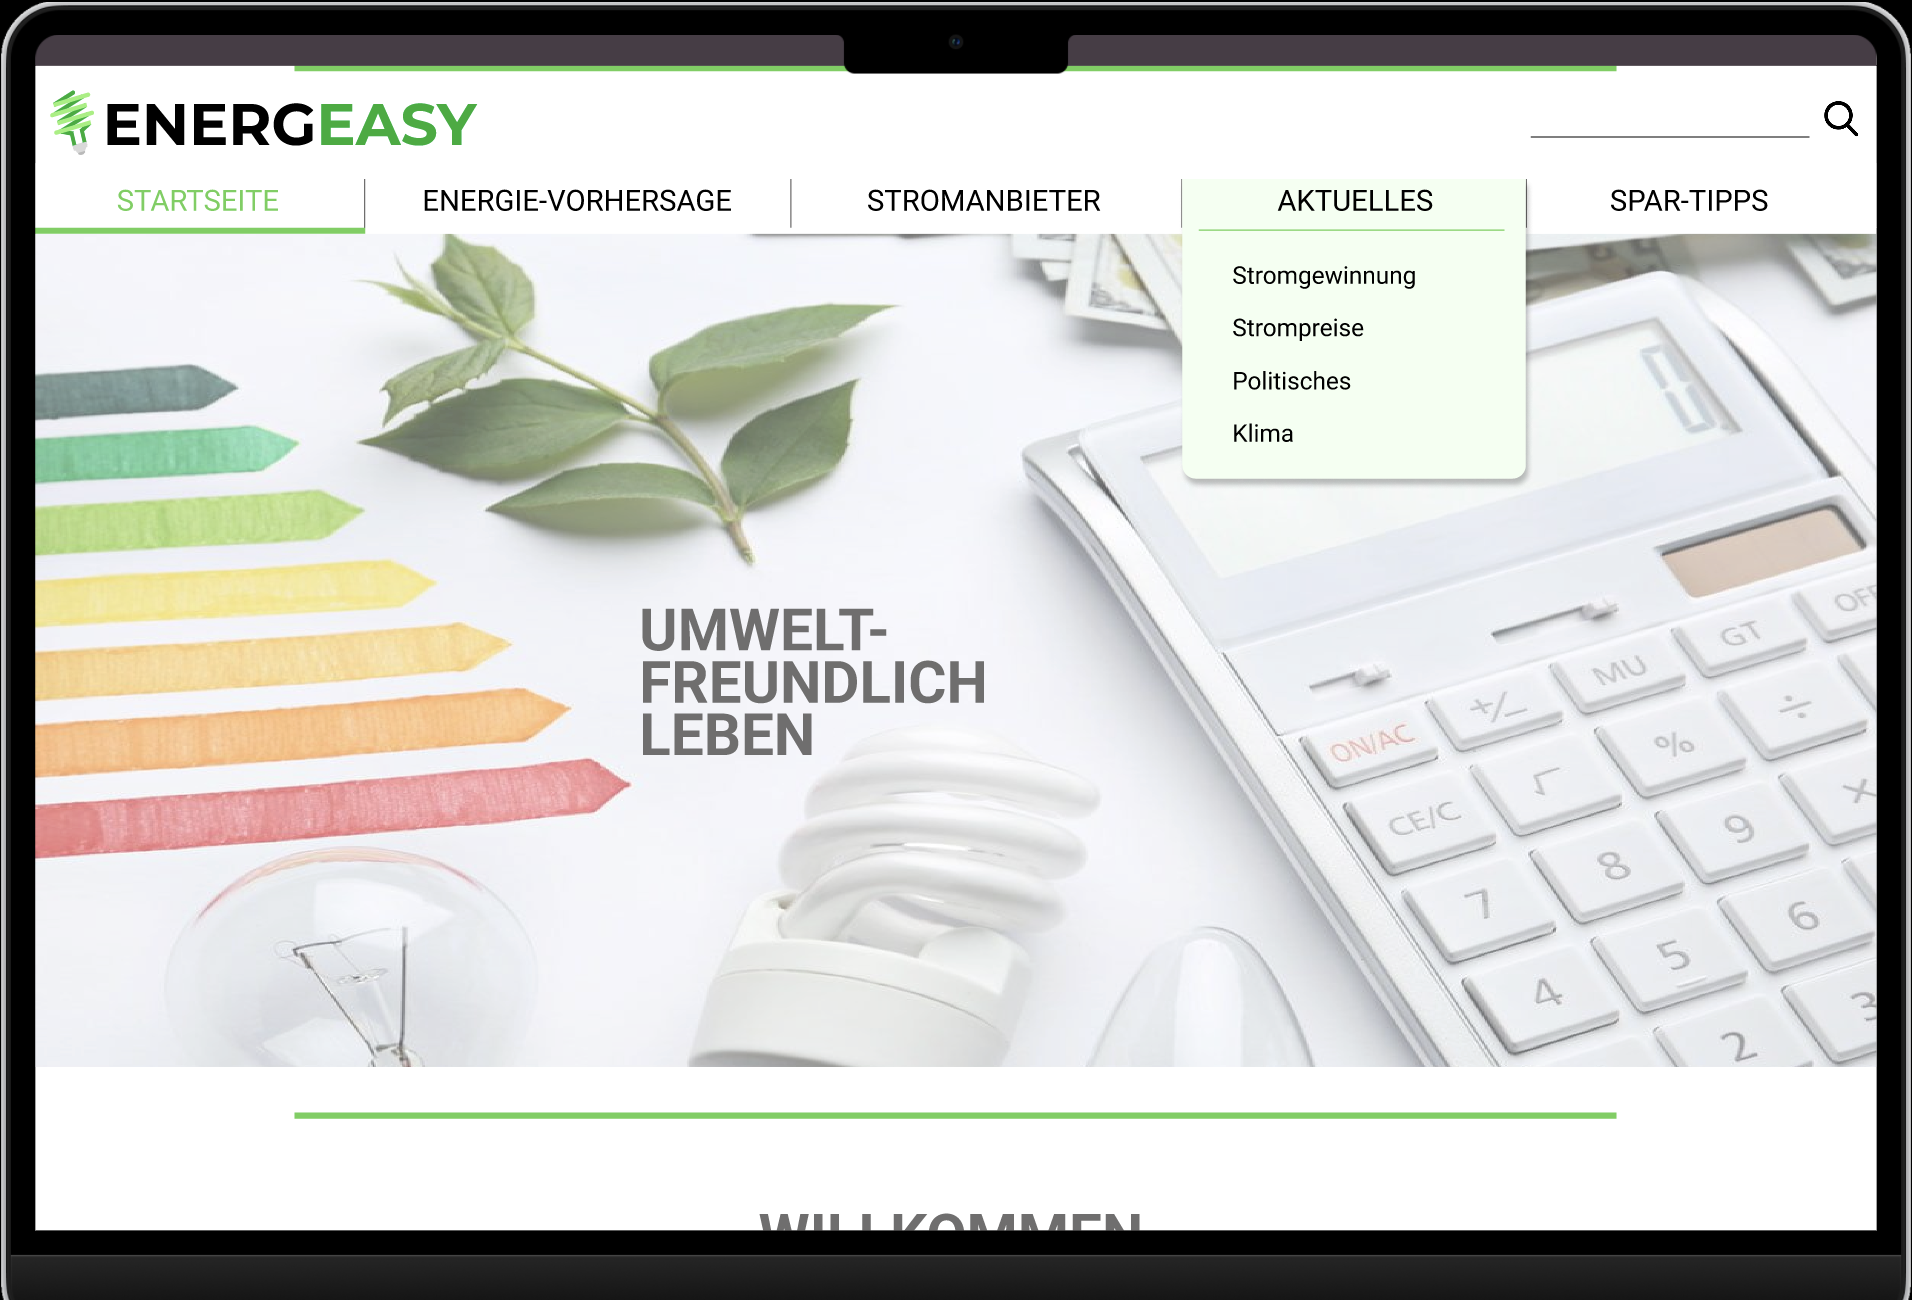 ENERGEASY
STARTSEITE
ENERGIE-VORHERSAGE
STROMANBIETER
AKTUELLES
SPAR-TIPPS
Stromgewinnung
Strompreise
Politisches
Klima
UMWELT-
FREUNDLICH
LEBEN
0
OFF
GT
MU
+/−
ON/AC
÷
%
√
CE/C
×
9
8
7
6
5
4
3
2
WILLKOMMEN